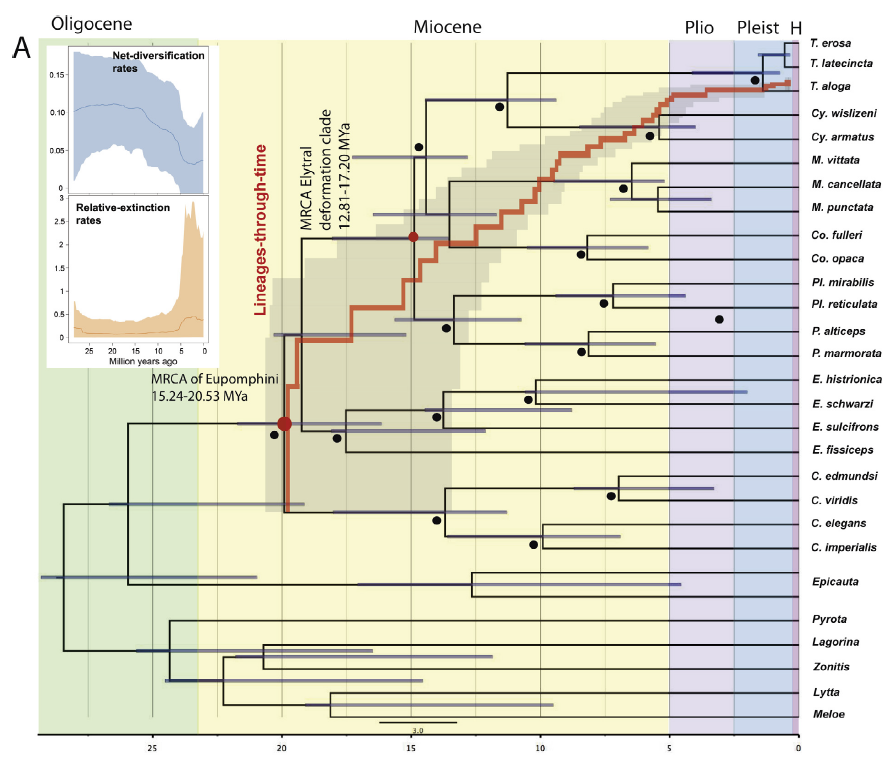 Oligocene
Miocene
Plio
Pleist
H
A
Net-diversification
rates
0.15
0.10
0.05
0
Relative-extinction
rates
3
2.5
2
1.5
1
0.5
0
25
20
15
10
5
0
Million years ago
Lineages-through-time
MRCA Elytral
deformation clade
12.81-17.20 MYa
MRCA of Eupomphini
15.24-20.53 MYa
T. erosa
T. latecincta
T. aloga
Cy. wislizeni
Cy. armatus
M. vittata
M. cancellata
M. punctata
Co. fulleri
Co. opaca
Pl. mirabilis
Pl. reticulata
P. alticeps
P. marmorata
E. histrionica
E. schwarzi
E. sulcifrons
E. fissiceps
C. edmundsi
C. viridis
C. elegans
C. imperialis
Epicauta
Pyrota
Lagorina
Zonitis
Lytta
Meloe
3.0
25
20
15
10
5
0